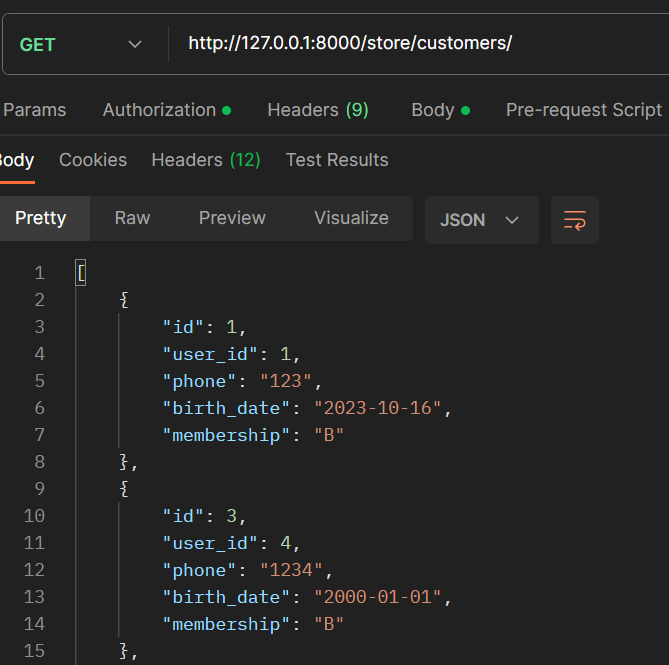 GET http://127.0.0.1:8000/store/customers/
Params Authorization Headers (9) Body Pre-request Script
Body Cookies Headers (12) Test Results
Pretty Raw Preview Visualize JSON
1 [
2 {
3 "id": 1,
4 "user_id": 1,
5 "phone": "123",
6 "birth_date": "2023-10-16",
7 "membership": "B"
8 },
9 {
10 "id": 3,
11 "user_id": 4,
12 "phone": "1234",
13 "birth_date": "2000-01-01",
14 "membership": "B"
15 },